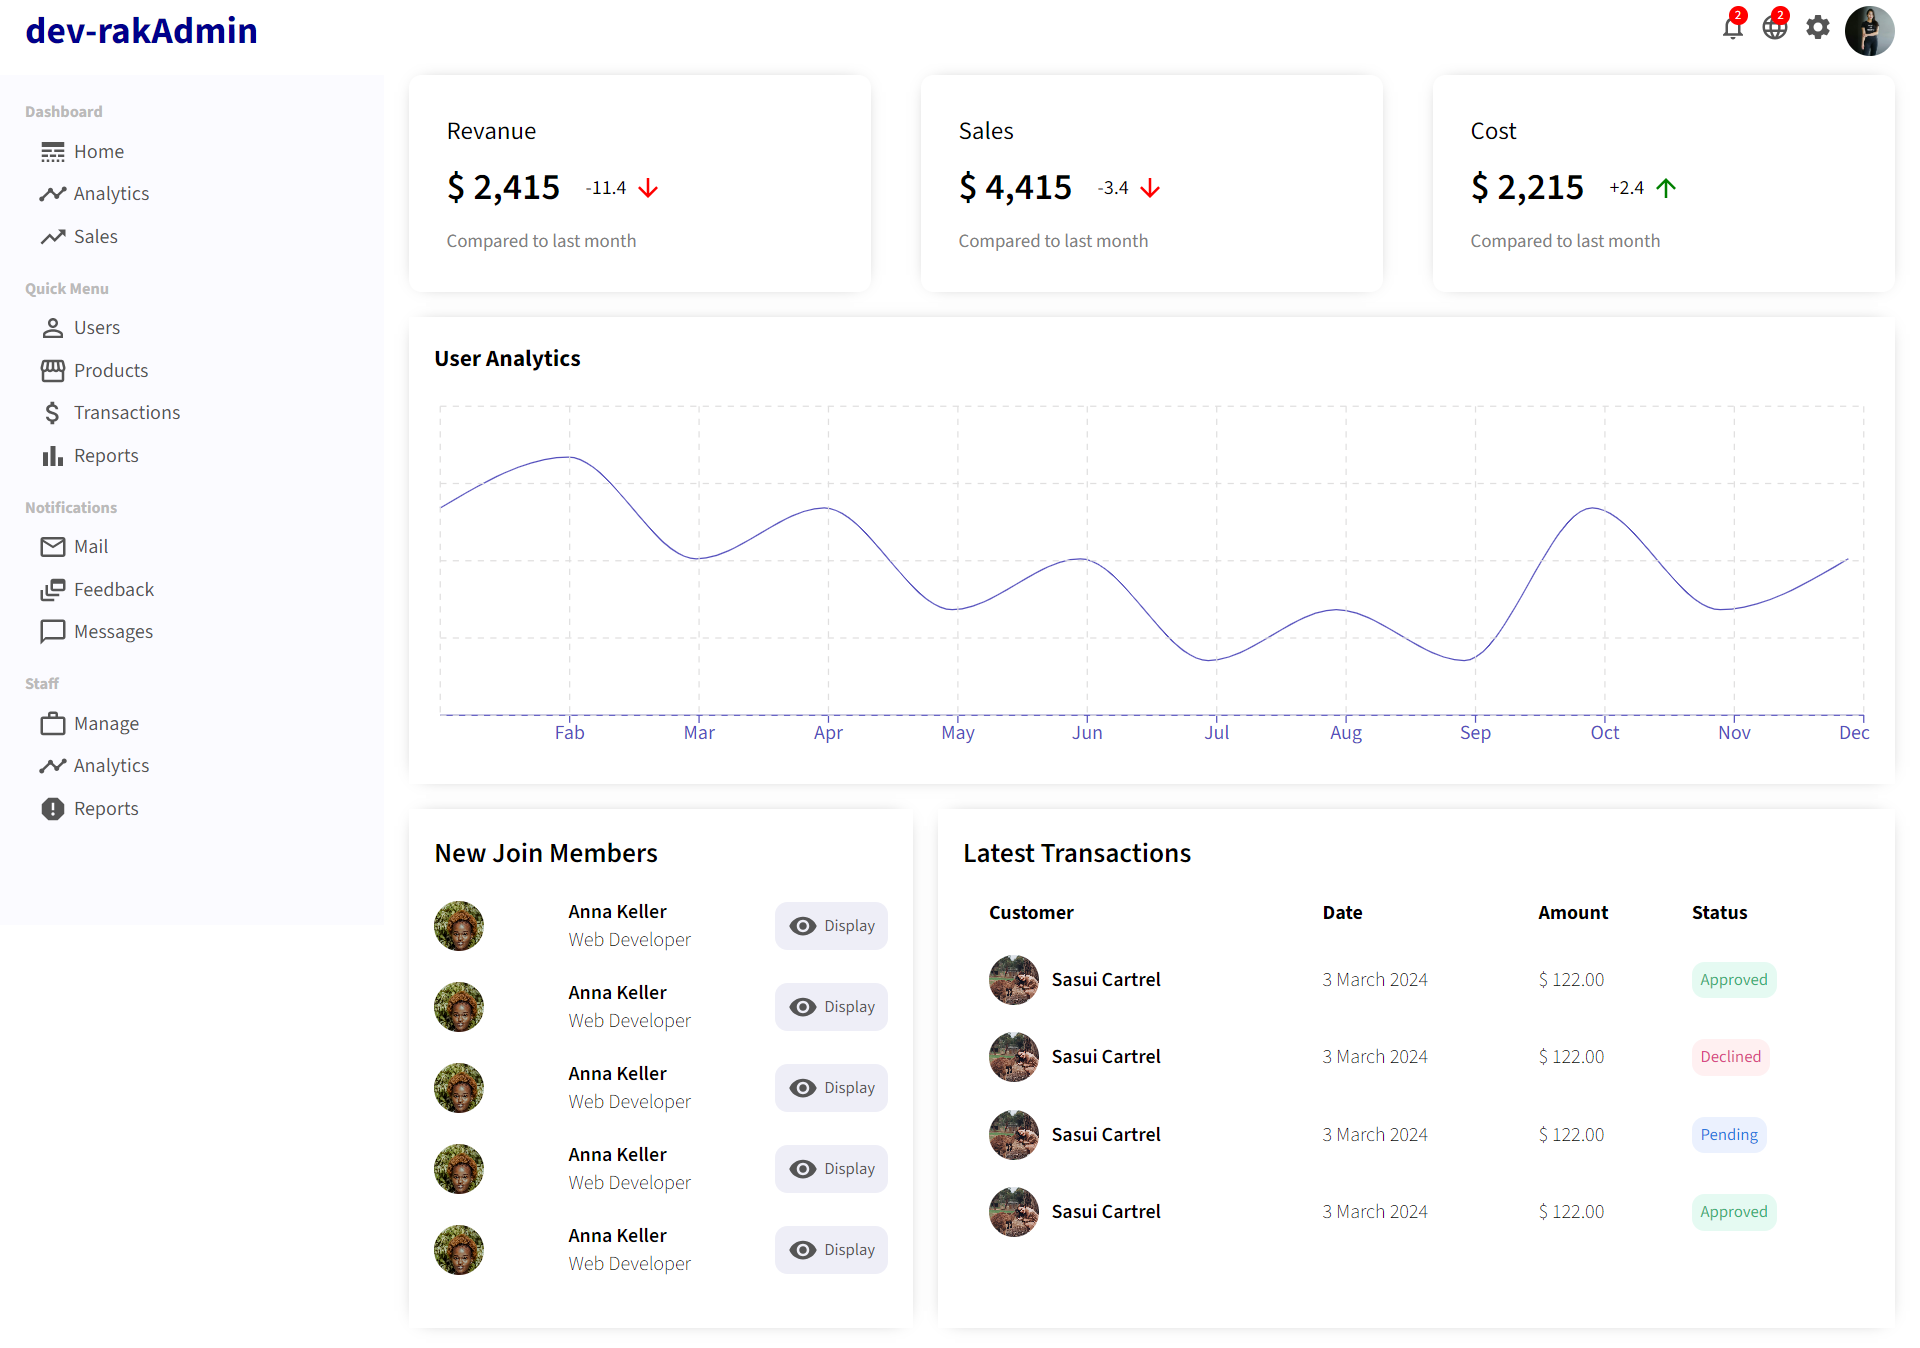 dev-rakAdmin
2
2
Dashboard
Home
Analytics
Sales
Quick Menu
Users
Products
Transactions
Reports
Notifications
Mail
Feedback
Messages
Staff
Manage
Analytics
Reports
Revanue
$ 2,415 -11.4
Compared to last month
Sales
$ 4,415 -3.4
Compared to last month
Cost
$ 2,215 +2.4
Compared to last month
User Analytics
Fab Mar Apr May Jun Jul Aug Sep Oct Nov Dec
New Join Members
Anna Keller
Web Developer
Display
Anna Keller
Web Developer
Display
Anna Keller
Web Developer
Display
Anna Keller
Web Developer
Display
Anna Keller
Web Developer
Display
Latest Transactions
Customer Date Amount Status
Sasui Cartrel 3 March 2024 $ 122.00 Approved
Sasui Cartrel 3 March 2024 $ 122.00 Declined
Sasui Cartrel 3 March 2024 $ 122.00 Pending
Sasui Cartrel 3 March 2024 $ 122.00 Approved